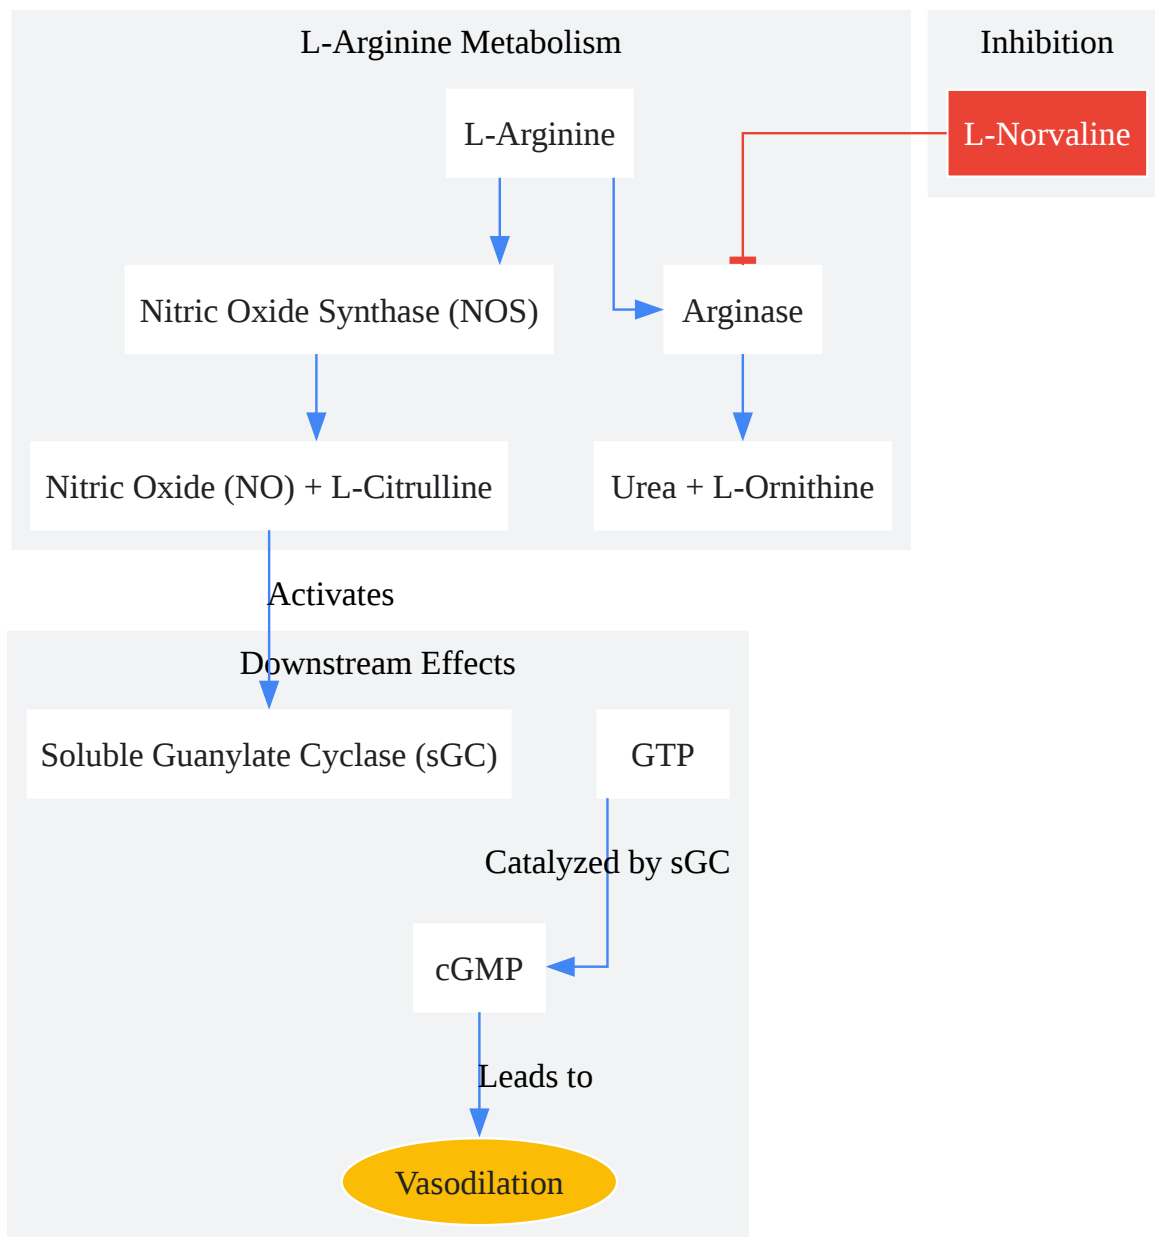 L-Arginine Metabolism
Inhibition
L-Arginine
L-Norvaline
Nitric Oxide Synthase (NOS)
Arginase
Nitric Oxide (NO) + L-Citrulline
Urea + L-Ornithine
Activates
Downstream Effects
Soluble Guanylate Cyclase (sGC)
GTP
Catalyzed by sGC
cGMP
Leads to
Vasodilation